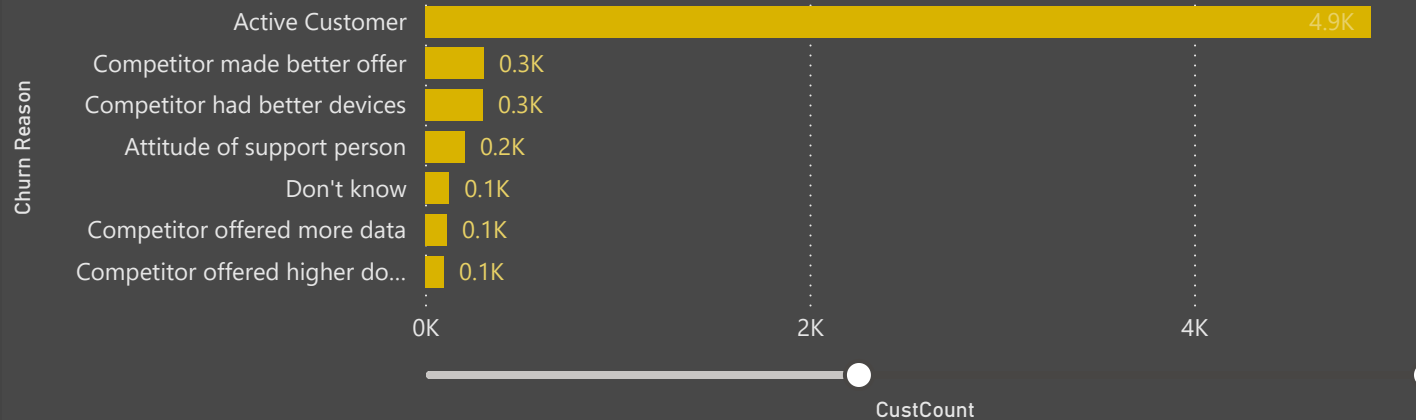 Churn Reason
Active Customer 4.9K
Competitor made better offer 0.3K
Competitor had better devices 0.3K
Attitude of support person 0.2K
Don't know 0.1K
Competitor offered more data 0.1K
Competitor offered higher do... 0.1K
0K 2K 4K
CustCount